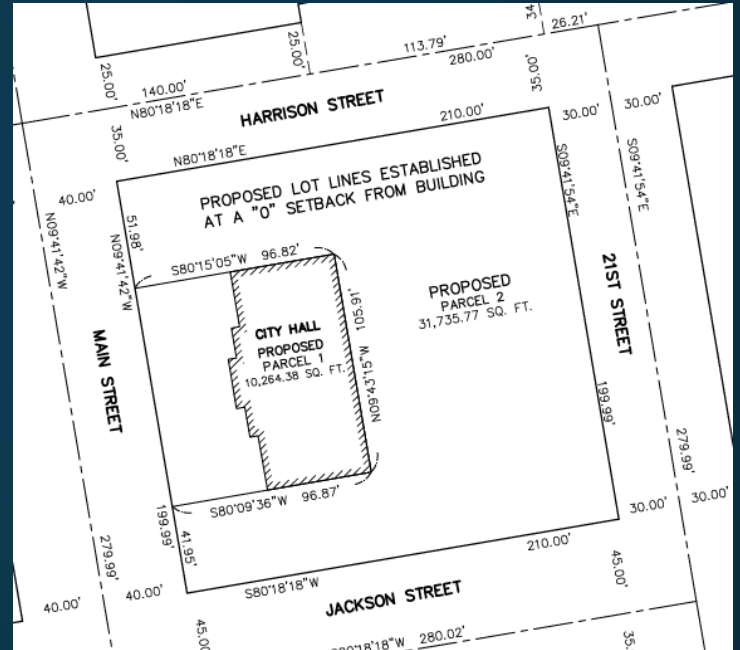 34
26.21'
25.00'
25.00'
113.79'
280.00'
35.00'
140.00'
N80°18'18"E
HARRISON STREET
35.00'
210.00'
30.00'
30.00'
N80°18'18"E
PROPOSED LOT LINES ESTABLISHED
AT A "0" SETBACK FROM BUILDING
S09°41'54"E
S09°41'54"E
40.00'
N09°41'42"W
51.98'
N09°41'42"W
S80°15'05"W 96.82'
105.91'
N09°43'15"W
CITY HALL
PROPOSED
PARCEL 1
10,264.38 SQ. FT.
PROPOSED
PARCEL 2
31,735.77 SQ. FT.
21ST STREET
MAIN STREET
199.99'
279.99'
S80°09'36"W 96.87'
199.99'
41.95'
279.99'
30.00'
30.00'
210.00'
45.00'
40.00'
40.00'
S80°18'18"W
JACKSON STREET
45.00
18'18"W 280.02'
35.